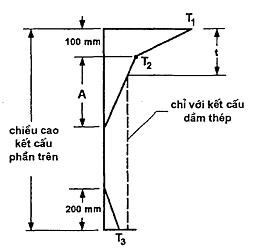 T1
100 mm
t
T2
A
chỉ với kết cấu
dầm thép
chiều cao
kết cấu
phần trên
200 mm
T3